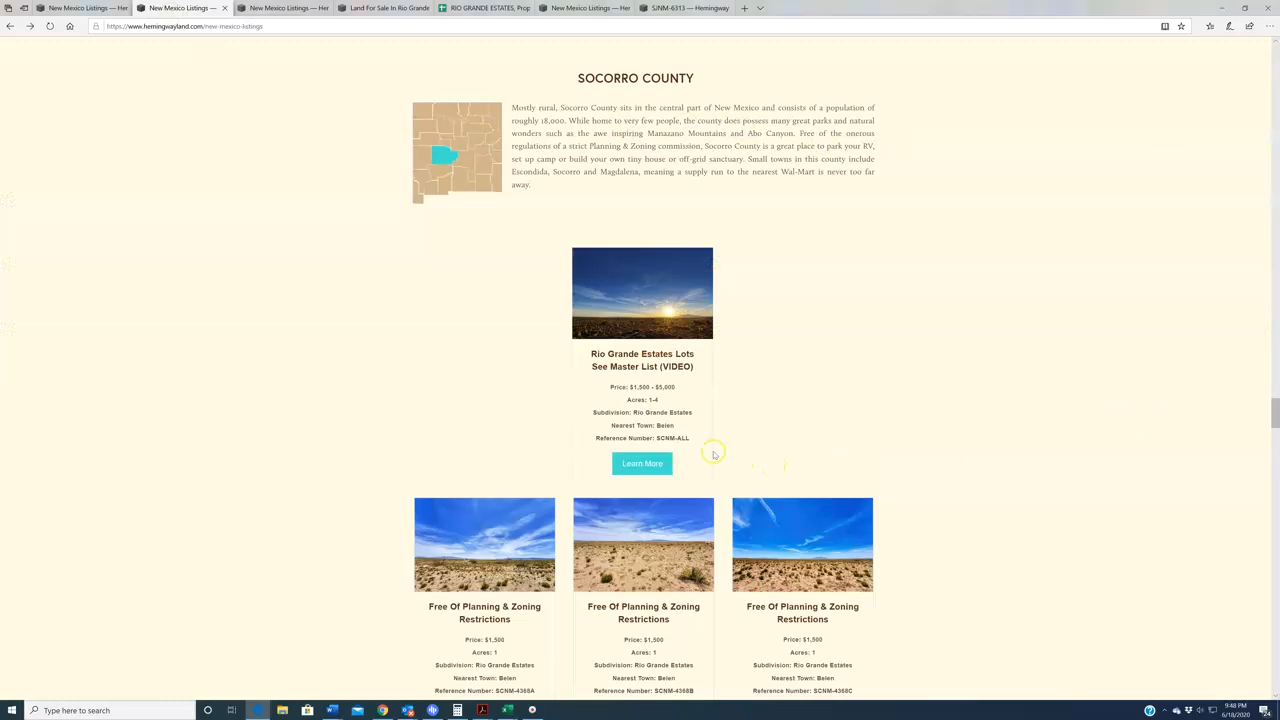 New Mexico Listings — Her
New Mexico Listings —
New Mexico Listings — Her
Land For Sale In Rio Grande
RIO GRANDE ESTATES, Prop
New Mexico Listings — Her
SJNM-6313 — Hemingway
https://www.hemingwayland.com/new-mexico-listings
SOCORRO COUNTY
Mostly rural, Socorro County sits in the central part of New Mexico and consists of a population of
roughly 18,000. While home to very few people, the county does possess many great parks and natural
wonders such as the awe inspiring Manazano Mountains and Abo Canyon. Free of the onerous
regulations of a strict Planning & Zoning commission, Socorro County is a great place to park your RV,
set up camp or build your own tiny house or off-grid sanctuary. Small towns in this county include
Escondida, Socorro and Magdalena, meaning a supply run to the nearest Wal-Mart is never too far
away.
Rio Grande Estates Lots
See Master List (VIDEO)
Price: $1,500 - $5,000
Acres: 1-4
Subdivision: Rio Grande Estates
Nearest Town: Belen
Reference Number: SCNM-ALL
Learn More
Free Of Planning & Zoning
Restrictions
Price: $1,500
Acres: 1
Subdivision: Rio Grande Estates
Nearest Town: Belen
Reference Number: SCNM-4368A
Free Of Planning & Zoning
Restrictions
Price: $1,500
Acres: 1
Subdivision: Rio Grande Estates
Nearest Town: Belen
Reference Number: SCNM-4368B
Free Of Planning & Zoning
Restrictions
Price: $1,500
Acres: 1
Subdivision: Rio Grande Estates
Nearest Town: Belen
Reference Number: SCNM-4368C
Type here to search
9:48 PM
6/18/2020
24